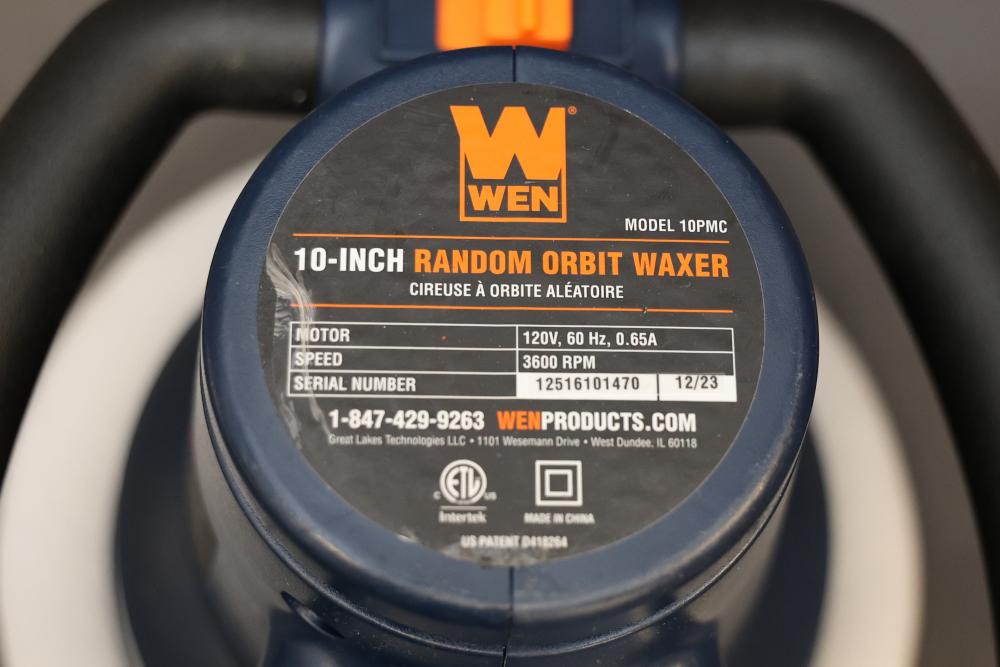 W®
WEN
MODEL 10PMC
10-INCH RANDOM ORBIT WAXER
CIREUSE À ORBITE ALÉATOIRE
MOTOR 120V, 60 Hz, 0.65A
SPEED 3600 RPM
SERIAL NUMBER 12516101470 12/23
1-847-429-9263 WENPRODUCTS.COM
Great Lakes Technologies LLC • 1101 Wesemann Drive • West Dundee, IL 60118
C ETL US
Intertek MADE IN CHINA
US PATENT D418264